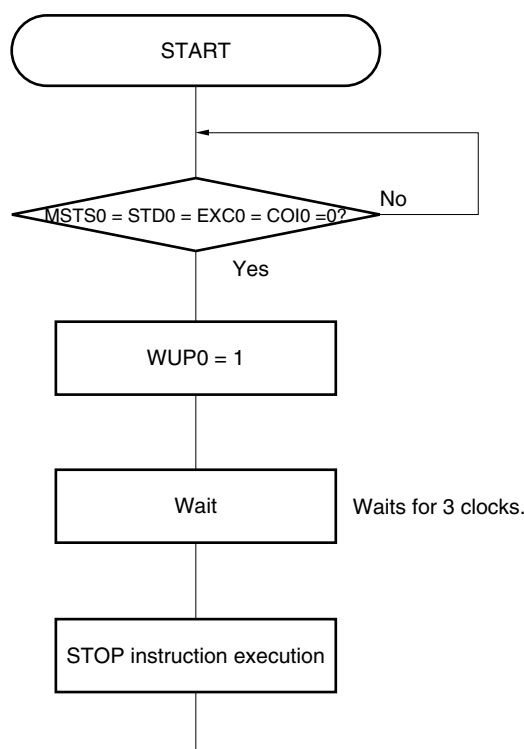 START
MSTS0 = STD0 = EXC0 = COI0 =0?
No
Yes
WUP0 = 1
Wait
Waits for 3 clocks.
STOP instruction execution